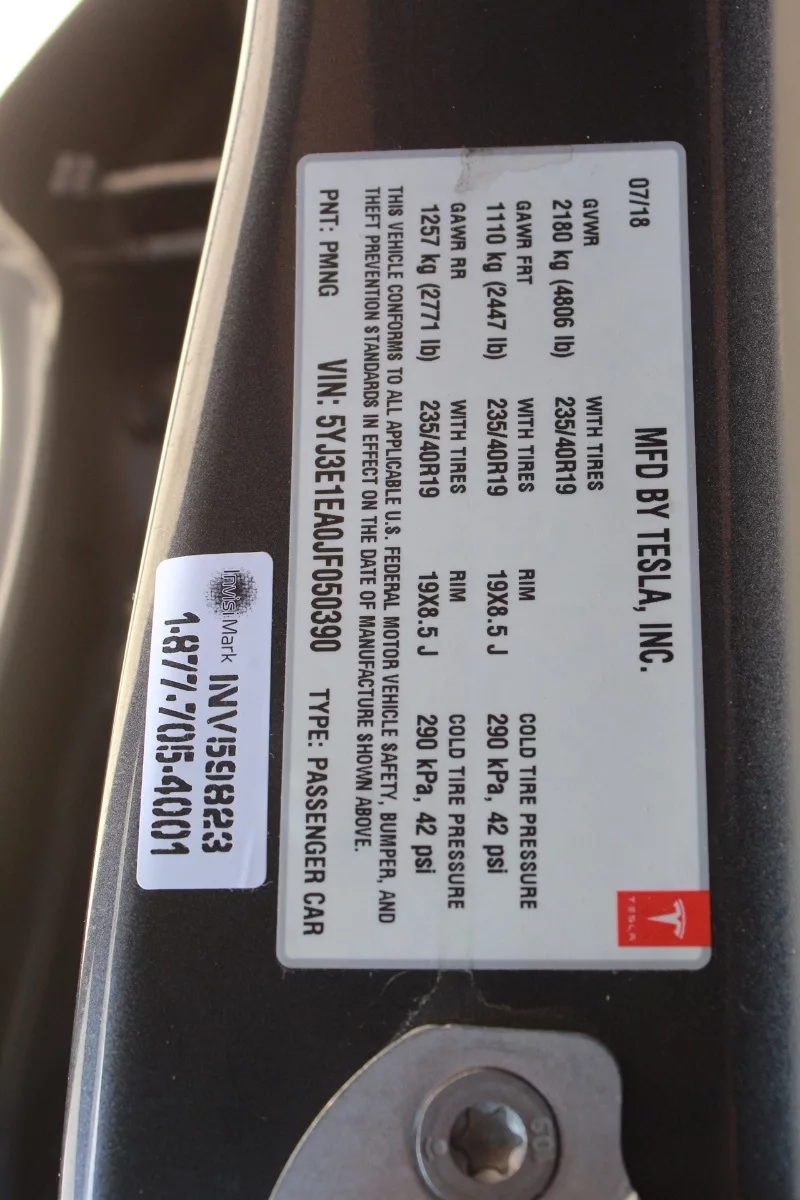 07/18
MFD BY TESLA, INC.
GVWR
2180 kg (4806 lb)
WITH TIRES
235/40R19
GAWR FRT
1110 kg (2447 lb)
WITH TIRES
235/40R19
RIM
19X8.5 J
COLD TIRE PRESSURE
290 kPa, 42 psi
GAWR RR
1257 kg (2771 lb)
WITH TIRES
235/40R19
RIM
19X8.5 J
COLD TIRE PRESSURE
290 kPa, 42 psi
THIS VEHICLE CONFORMS TO ALL APPLICABLE U.S. FEDERAL MOTOR VEHICLE SAFETY, BUMPER, AND
THEFT PREVENTION STANDARDS IN EFFECT ON THE DATE OF MANUFACTURE SHOWN ABOVE.
PNT: PMNG VIN: 5YJ3E1EA0JF050390 TYPE: PASSENGER CAR
TESLA
Invisi Mark INV59823
1-877-705-4001
50